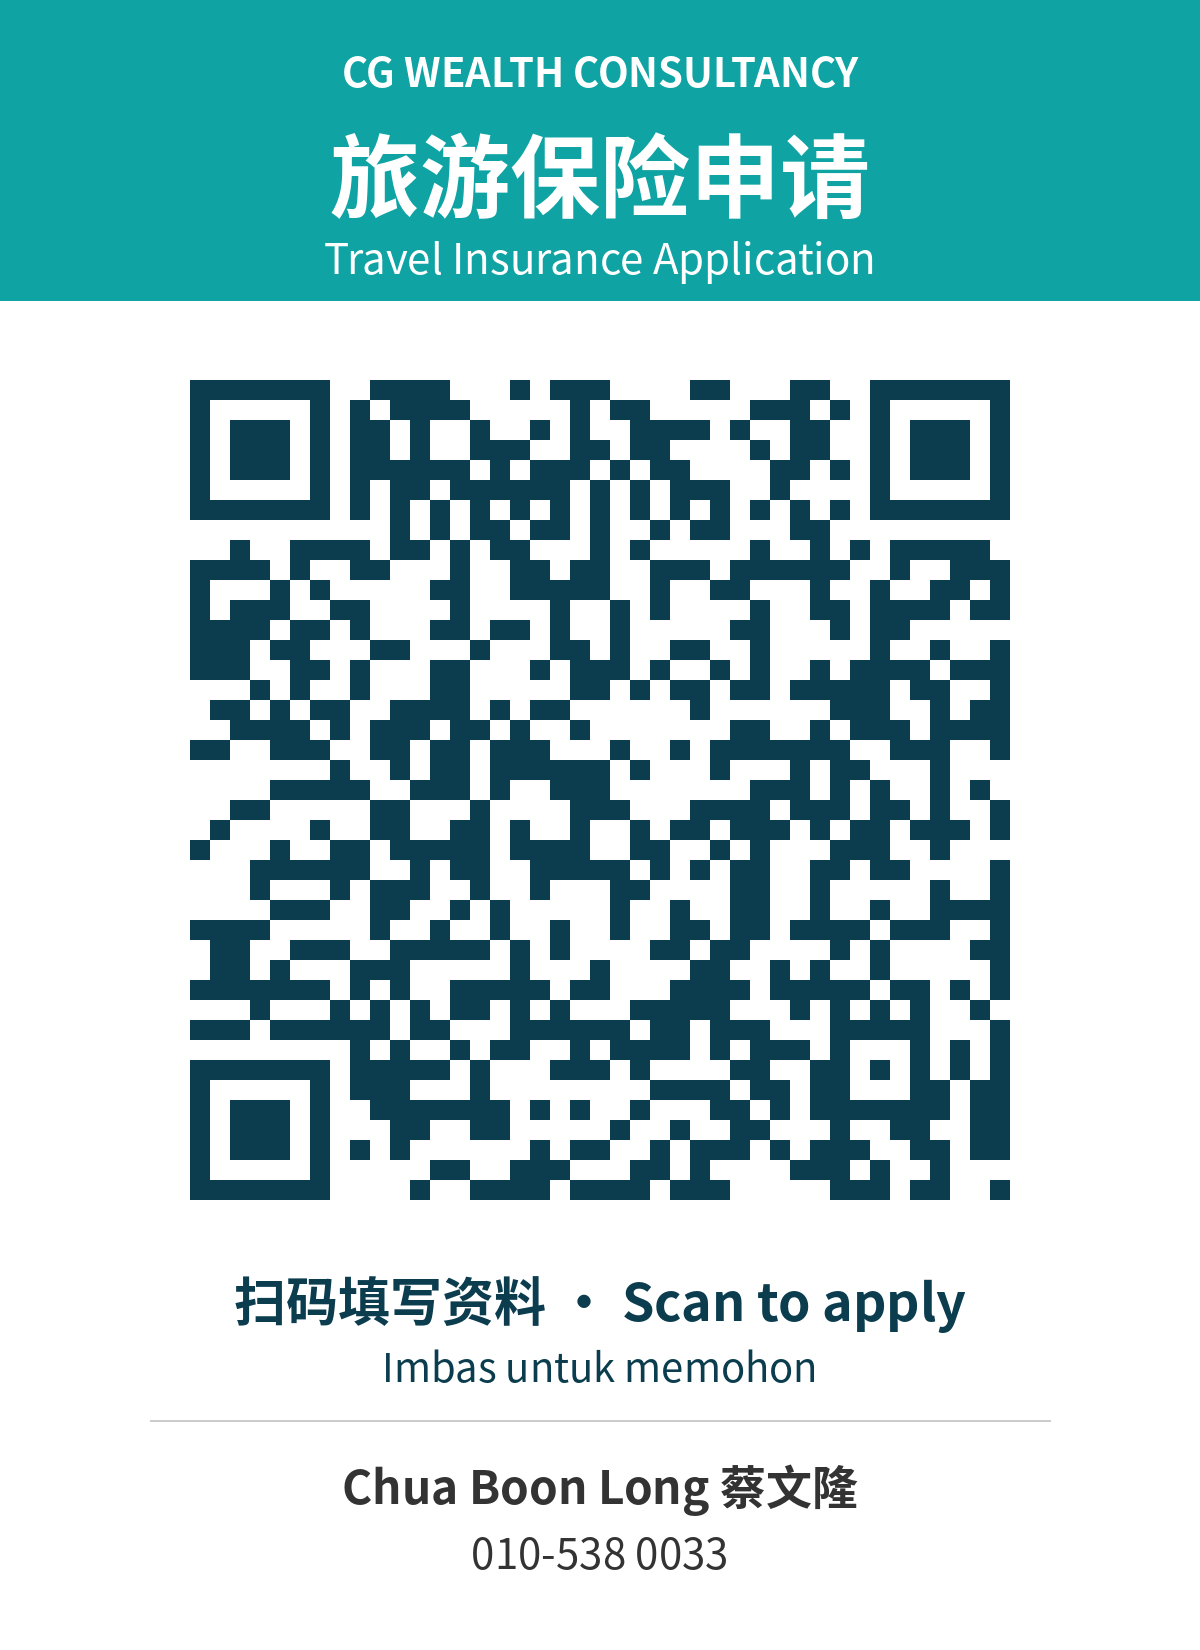 CG WEALTH CONSULTANCY
旅游保险申请
Travel Insurance Application
扫码填写资料 • Scan to apply
Imbas untuk memohon
Chua Boon Long 蔡文隆
010-538 0033